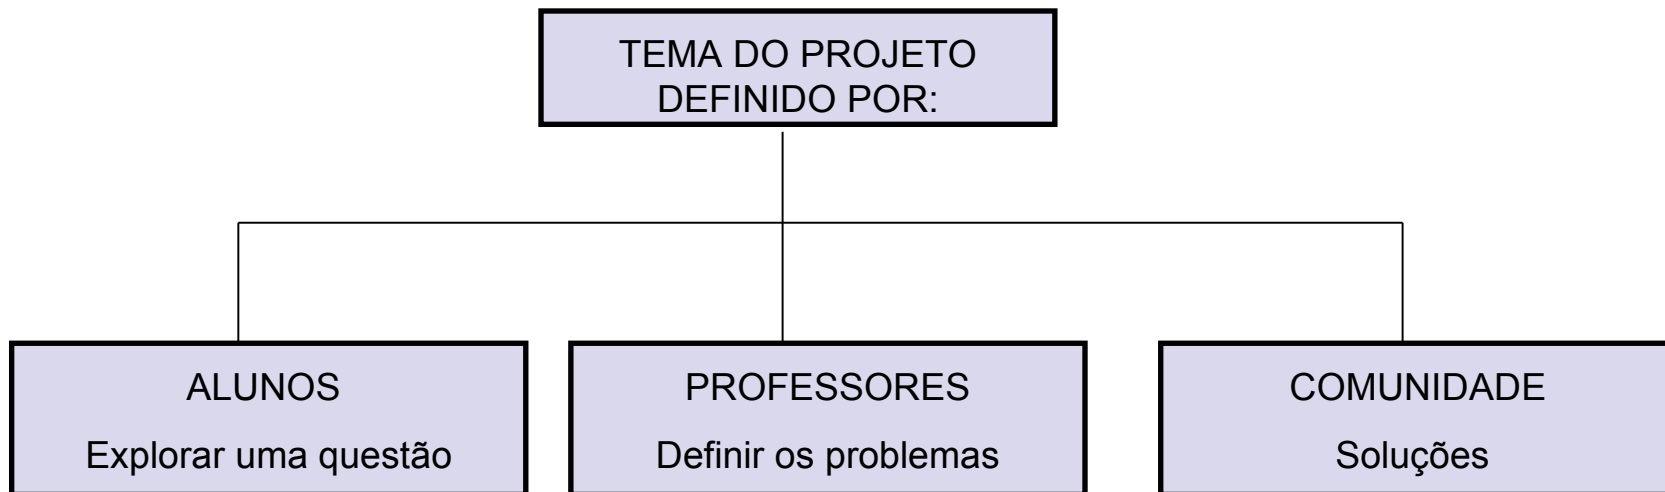 TEMA DO PROJETO
DEFINIDO POR:
ALUNOS
Explorar uma questão
PROFESSORES
Definir os problemas
COMUNIDADE
Soluções